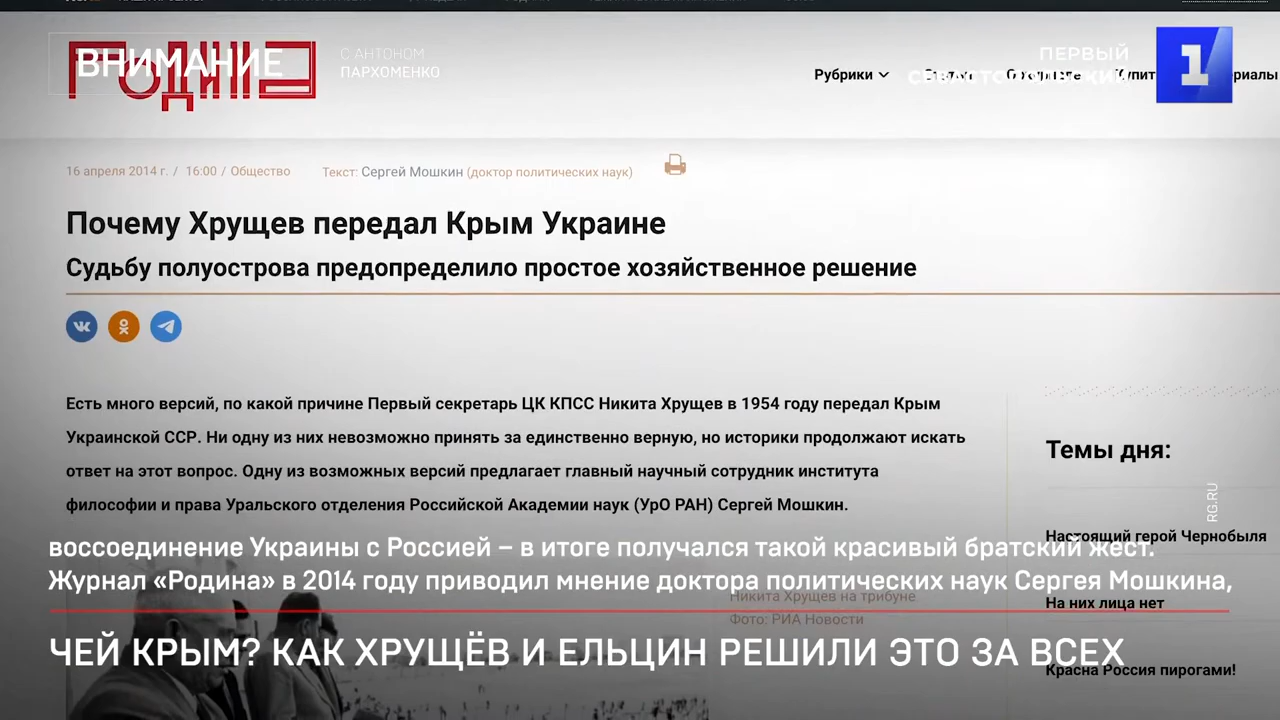 ВНИМАНИЕ
РОДИНА
С АНТОНОМ
ПАРХОМЕНКО
Рубрики
ПЕРВЫЙ
СЕВАСТОПОЛЬСКИЙ
1
16 апреля 2014 г. / 16:00 / Общество
Текст: Сергей Мошкин (доктор политических наук)
Почему Хрущев передал Крым Украине
Судьбу полуострова предопределило простое хозяйственное решение
Есть много версий, по какой причине Первый секретарь ЦК КПСС Никита Хрущев в 1954 году передал Крым
Украинской ССР. Ни одну из них невозможно принять за единственно верную, но историки продолжают искать
ответ на этот вопрос. Одну из возможных версий предлагает главный научный сотрудник института
философии и права Уральского отделения Российской Академии наук (УрО РАН) Сергей Мошкин.
Темы дня:
RG.RU
Настоящий герой Чернобыля
На них лица нет
Красна Россия пирогами!
воссоединение Украины с Россией – в итоге получался такой красивый братский жест.
Журнал «Родина» в 2014 году приводил мнение доктора политических наук Сергея Мошкина,
Никита Хрущев на трибуне
Фото: РИА Новости
ЧЕЙ КРЫМ? КАК ХРУЩЁВ И ЕЛЬЦИН РЕШИЛИ ЭТО ЗА ВСЕХ